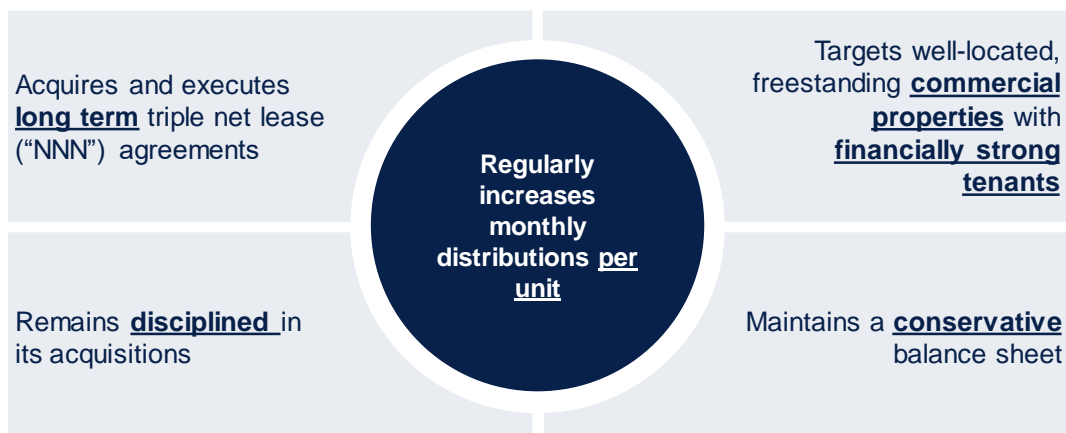 Acquires and executes
long term triple net lease
(“NNN”) agreements
Targets well-located,
freestanding commercial
properties with
financially strong
tenants
Regularly
increases
monthly
distributions per
unit
Remains disciplined in
its acquisitions
Maintains a conservative
balance sheet